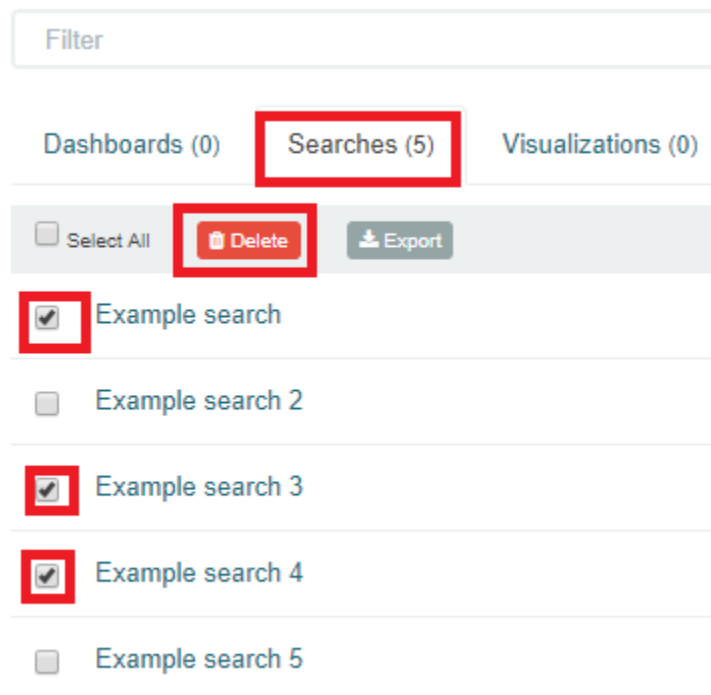 Filter
Dashboards (0) Searches (5) Visualizations (0)
Select All Delete Export
Example search
Example search 2
Example search 3
Example search 4
Example search 5